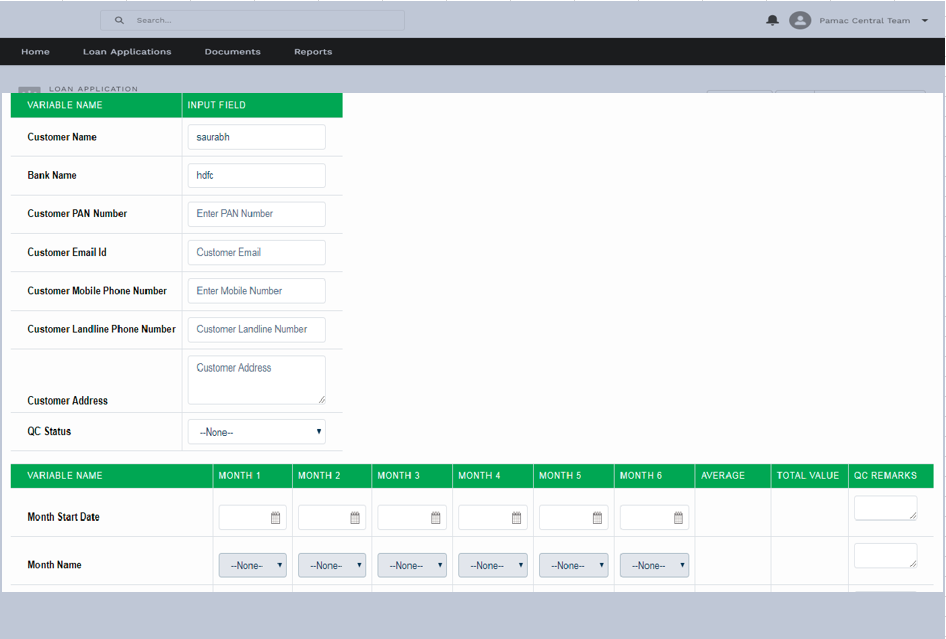 Search...
Pamac Central Team
Home Loan Applications Documents Reports
LOAN APPLICATION
VARIABLE NAME INPUT FIELD
Customer Name saurabh
Bank Name hdfc
Customer PAN Number Enter PAN Number
Customer Email Id Customer Email
Customer Mobile Phone Number Enter Mobile Number
Customer Landline Phone Number Customer Landline Number
Customer Address
Customer Address
QC Status --None--
VARIABLE NAME MONTH 1 MONTH 2 MONTH 3 MONTH 4 MONTH 5 MONTH 6 AVERAGE TOTAL VALUE QC REMARKS
Month Start Date
Month Name --None-- --None-- --None-- --None-- --None-- --None--